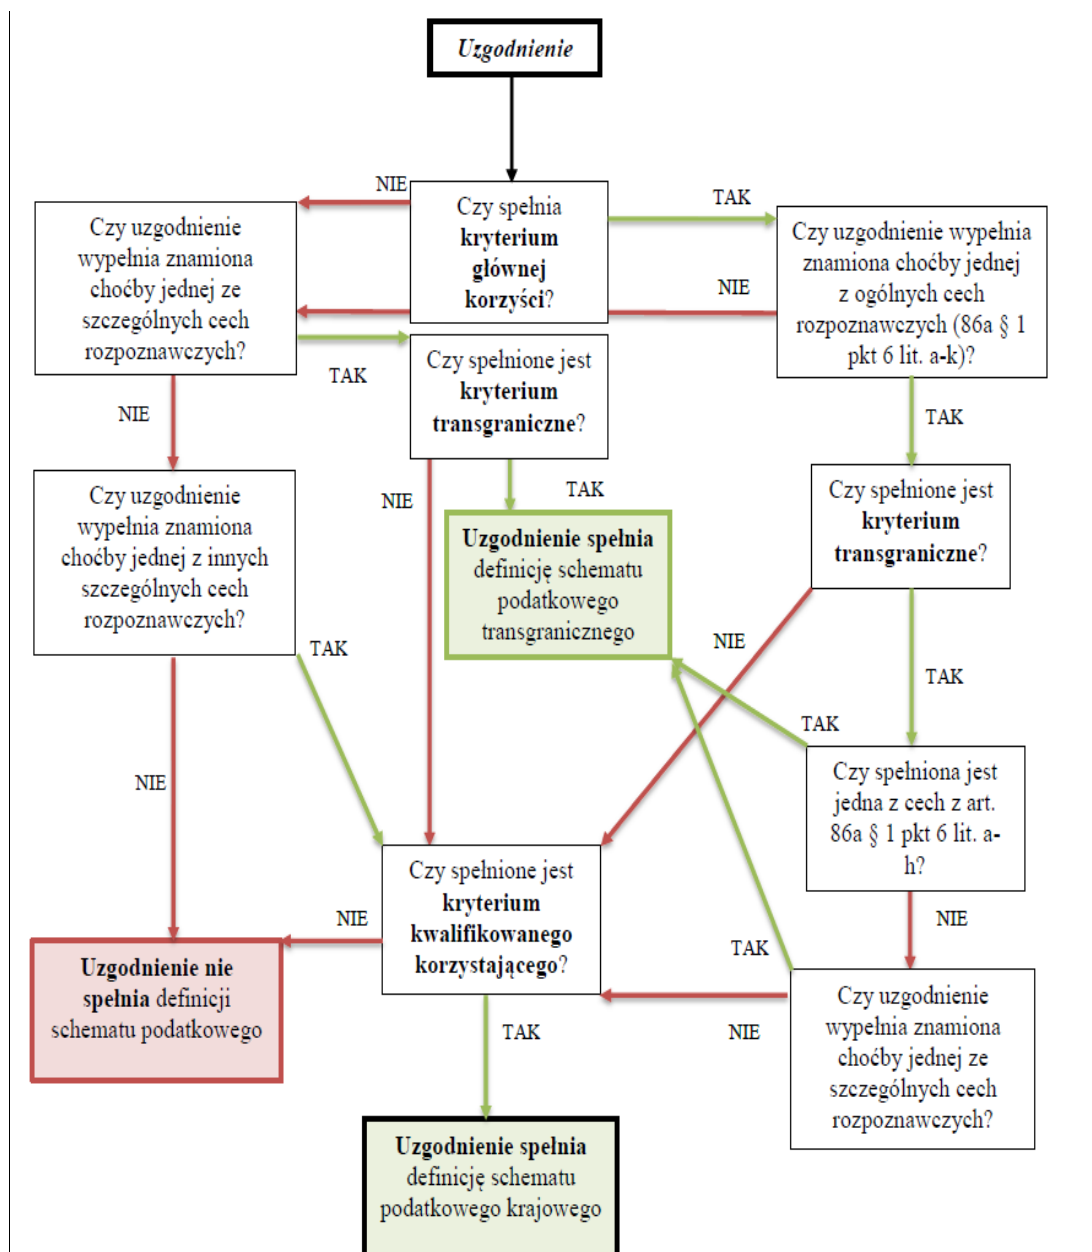 Uzgodnienie
NIE
Czy spełnia
kryterium
głównej
korzyści?
TAK
Czy uzgodnienie
wypełnia znamiona
choćby jednej ze
szczególnych cech
rozpoznawczych?
Czy uzgodnienie wypełnia
znamiona choćby jednej
z ogólnych cech
rozpoznawczych (86a § 1
pkt 6 lit. a-k)?
NIE
TAK
Czy spełnione jest
kryterium
transgraniczne?
NIE
TAK
Czy uzgodnienie
wypełnia znamiona
choćby jednej z innych
szczególnych cech
rozpoznawczych?
NIE
TAK
Czy spełnione jest
kryterium
transgraniczne?
Uzgodnienie spełnia
definicję schematu
podatkowego
transgranicznego
TAK
NIE
TAK
NIE
TAK
Czy spełniona jest
jedna z cech z art.
86a § 1 pkt 6 lit. a-
h?
Czy spełnione jest
kryterium
kwalifikowanego
korzystającego?
NIE
NIE
TAK
Uzgodnienie nie
spełnia definicji
schematu podatkowego
TAK
NIE
Czy uzgodnienie
wypełnia znamiona
choćby jednej ze
szczególnych cech
rozpoznawczych?
Uzgodnienie spełnia
definicję schematu
podatkowego krajowego